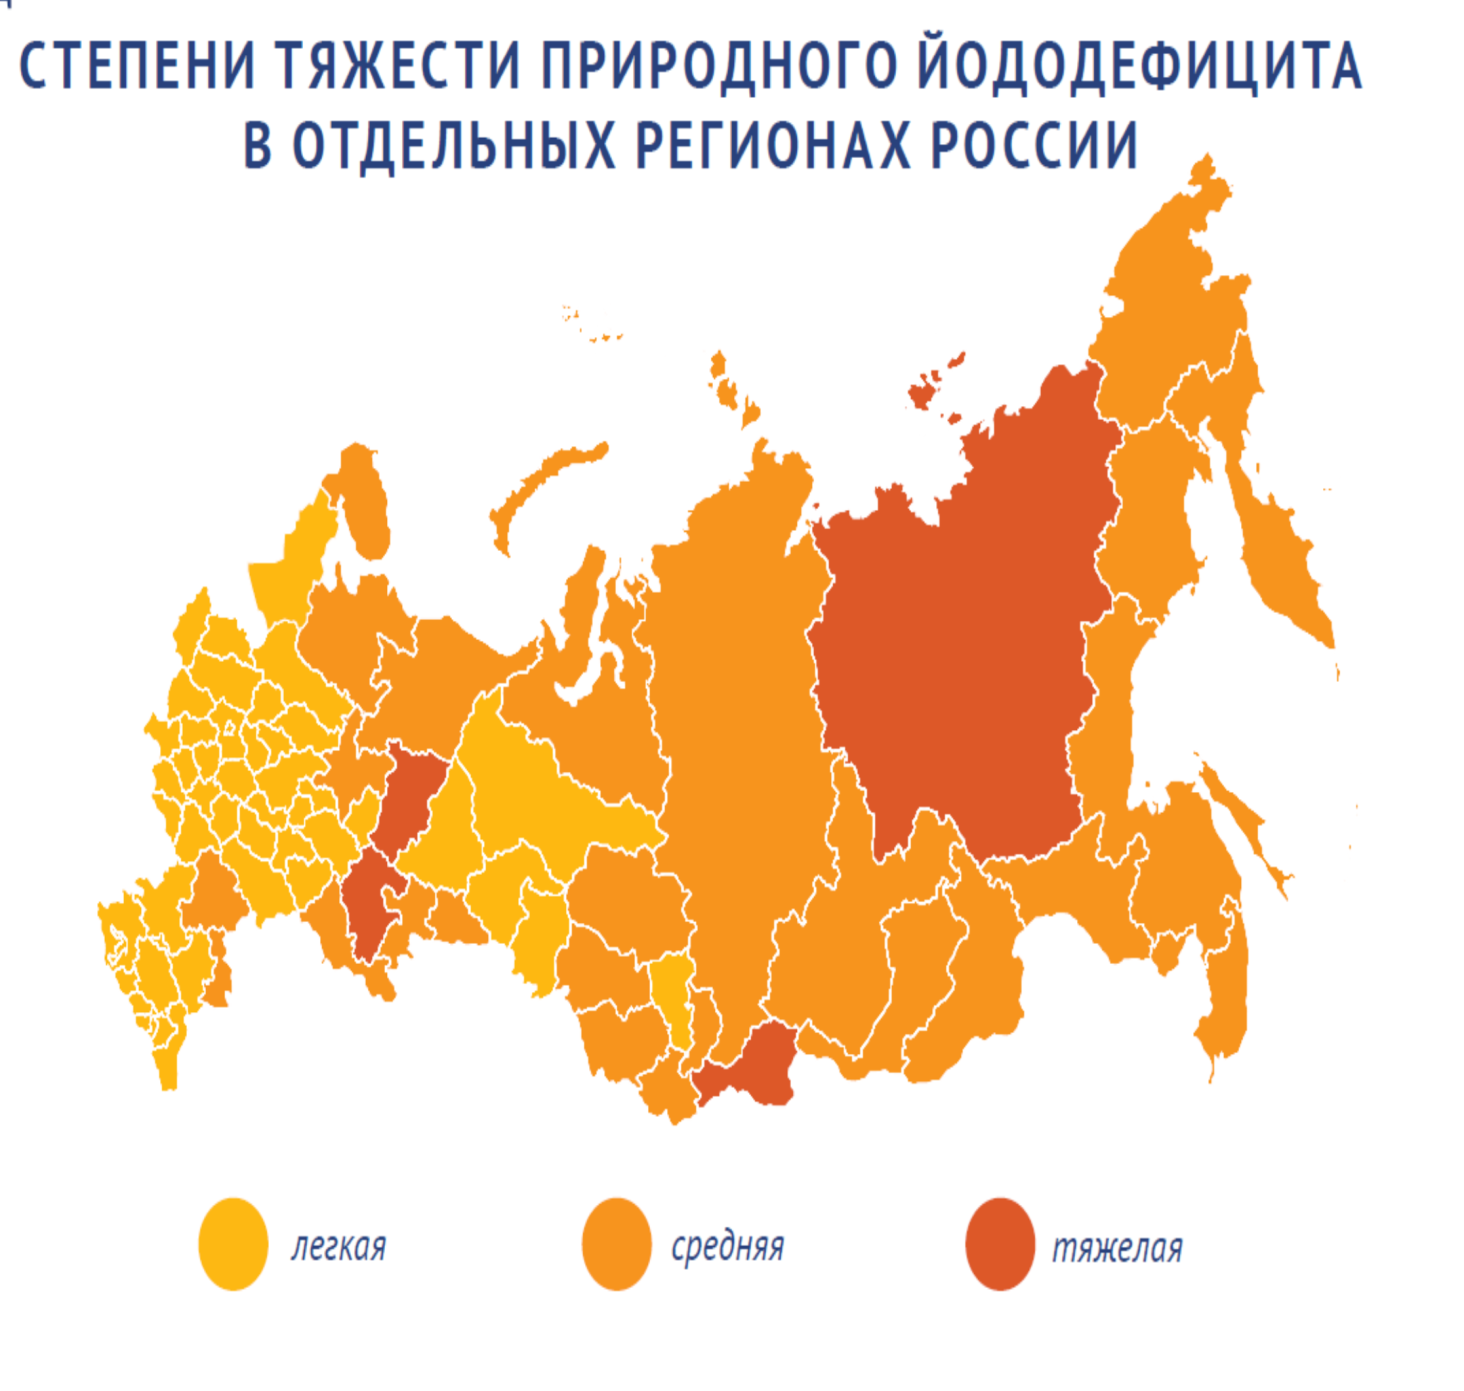 СТЕПЕНИ ТЯЖЕСТИ ПРИРОДНОГО ЙОДОДЕФИЦИТА
В ОТДЕЛЬНЫХ РЕГИОНАХ РОССИИ
легкая
средняя
тяжелая